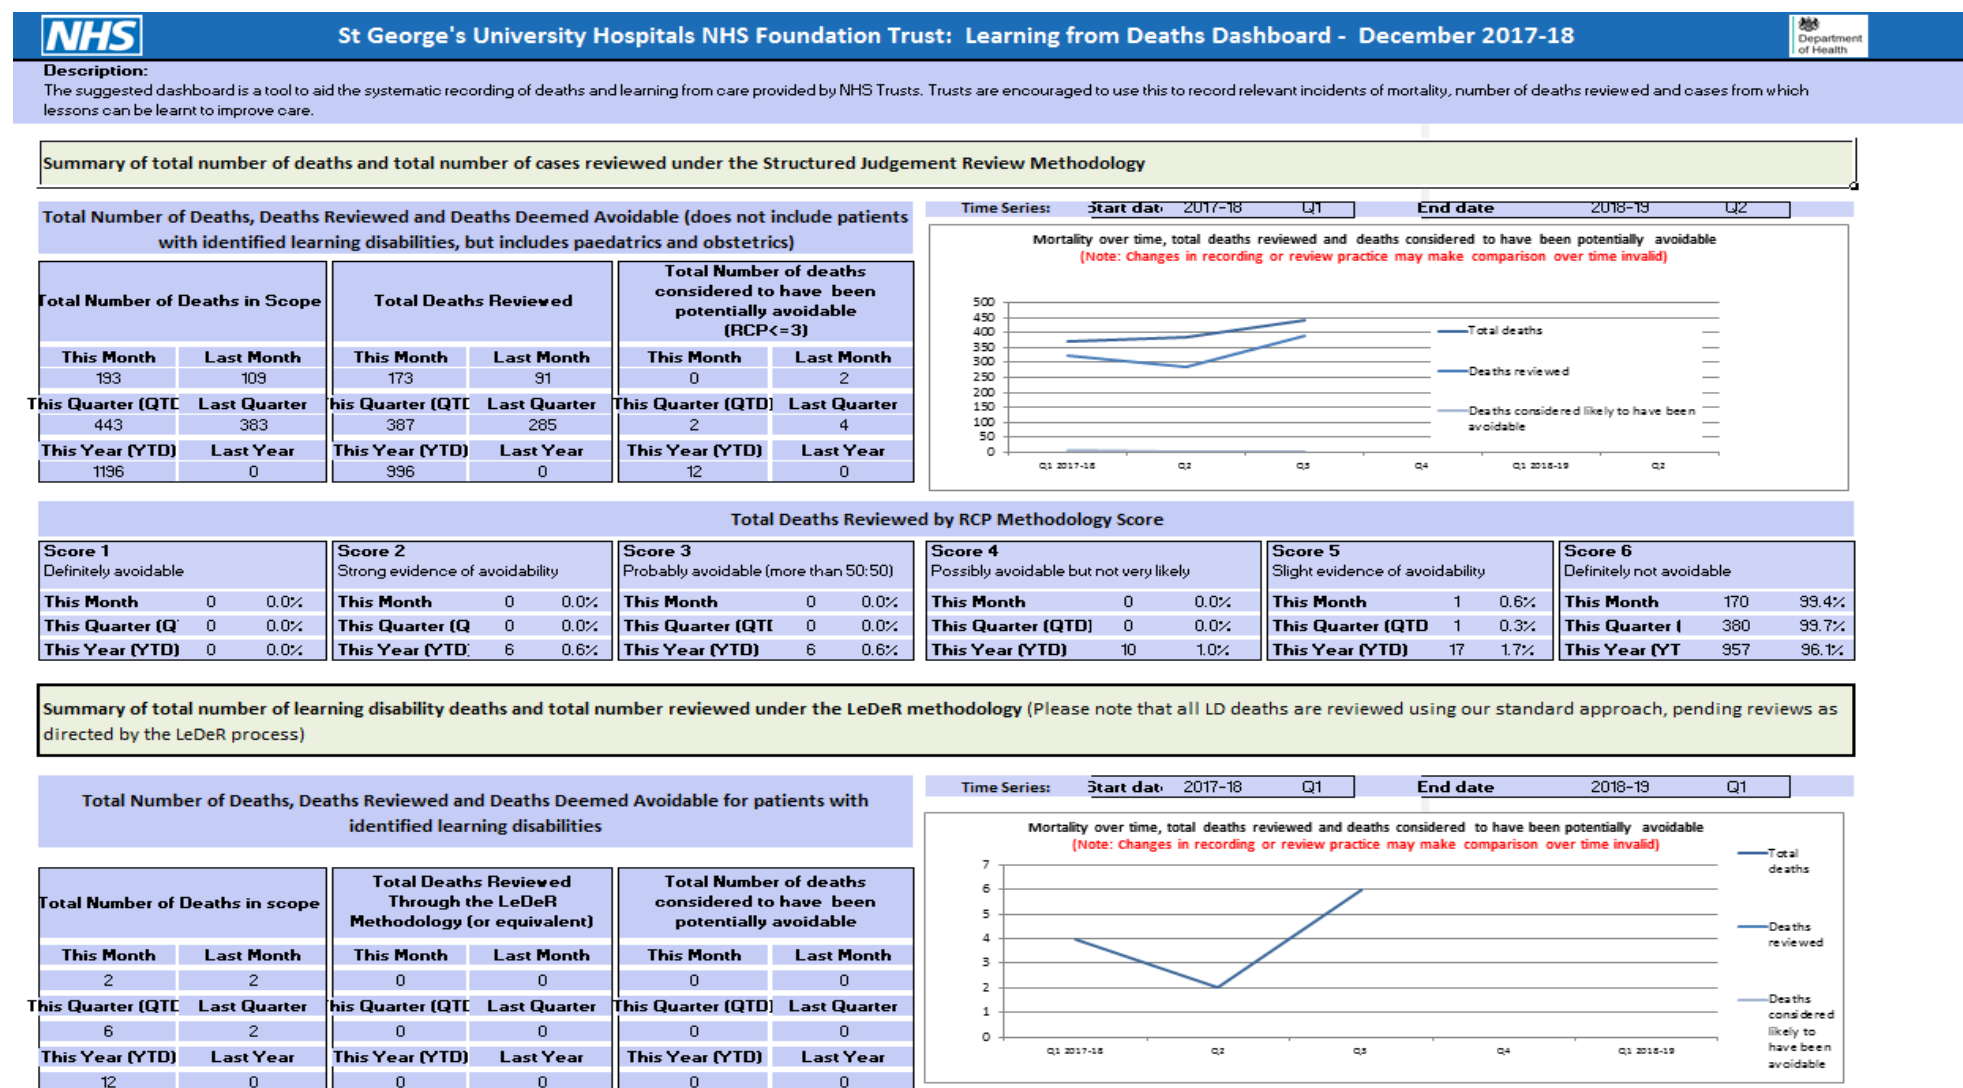 NHS
St George's University Hospitals NHS Foundation Trust: Learning from Deaths Dashboard - December 2017-18
Department
of Health
Description:
The suggested dashboard is a tool to aid the systematic recording of deaths and learning from care provided by NHS Trusts. Trusts are encouraged to use this to record relevant incidents of mortality, number of deaths reviewed and cases from which
lessons can be learnt to improve care.
Summary of total number of deaths and total number of cases reviewed under the Structured Judgement Review Methodology
Total Number of Deaths, Deaths Reviewed and Deaths Deemed Avoidable (does not include patients
with identified learning disabilities, but includes paedatrics and obstetrics)
Total Number of Deaths in Scope
Total Deaths Reviewed
Total Number of deaths
considered to have been
potentially avoidable
(RCP<=3)
This Month Last Month This Month Last Month This Month Last Month
193 109 173 91 0 2
This Quarter (QTD Last Quarter This Quarter (QTD Last Quarter This Quarter (QTD) Last Quarter
443 383 387 285 2 4
This Year (YTD) Last Year This Year (YTD) Last Year This Year (YTD) Last Year
1196 0 996 0 12 0
Time Series: Start dat 2017-18 Q1 End date 2018-19 Q2
Mortality over time, total deaths reviewed and deaths considered to have been potentially avoidable
(Note: Changes in recording or review practice may make comparison over time invalid)
500
450
400
350
300
250
200
150
100
50
0
Q1 2017-18 Q2 Q3 Q4 Q1 2018-19 Q2
Total deaths
Deaths reviewed
Deaths considered likely to have been
avoidable
Total Deaths Reviewed by RCP Methodology Score
Score 1
Definitely avoidable
This Month 0 0.0%
This Quarter (Q 0 0.0%
This Year (YTD) 0 0.0%
Score 2
Strong evidence of avoidability
This Month 0 0.0%
This Quarter (Q 0 0.0%
This Year (YTD 6 0.6%
Score 3
Probably avoidable (more than 50:50)
This Month 0 0.0%
This Quarter (QTD 0 0.0%
This Year (YTD) 6 0.6%
Score 4
Possibly avoidable but not very likely
This Month 0 0.0%
This Quarter (QTD) 0 0.0%
This Year (YTD) 10 1.0%
Score 5
Slight evidence of avoidability
This Month 1 0.6%
This Quarter (QTD 1 0.3%
This Year (YTD) 17 1.7%
Score 6
Definitely not avoidable
This Month 170 99.4%
This Quarter ( 380 99.7%
This Year (YT 957 96.1%
Summary of total number of learning disability deaths and total number reviewed under the LeDeR methodology (Please note that all LD deaths are reviewed using our standard approach, pending reviews as
directed by the LeDeR process)
Total Number of Deaths, Deaths Reviewed and Deaths Deemed Avoidable for patients with
identified learning disabilities
Total Number of Deaths in scope
Total Deaths Reviewed
Through the LeDeR
Methodology (or equivalent)
Total Number of deaths
considered to have been
potentially avoidable
This Month Last Month This Month Last Month This Month Last Month
2 2 0 0 0 0
This Quarter (QTD Last Quarter This Quarter (QTD Last Quarter This Quarter (QTD) Last Quarter
6 2 0 0 0 0
This Year (YTD) Last Year This Year (YTD) Last Year This Year (YTD) Last Year
12 0 0 0 0 0
Time Series: Start dat 2017-18 Q1 End date 2018-19 Q1
Mortality over time, total deaths reviewed and deaths considered to have been potentially avoidable
(Note: Changes in recording or review practice may make comparison over time invalid)
7
6
5
4
3
2
1
0
Q1 2017-18 Q2 Q3 Q4 Q1 2018-19
Total
deaths
Deaths
reviewed
Deaths
considered
likely to
have been
avoidable